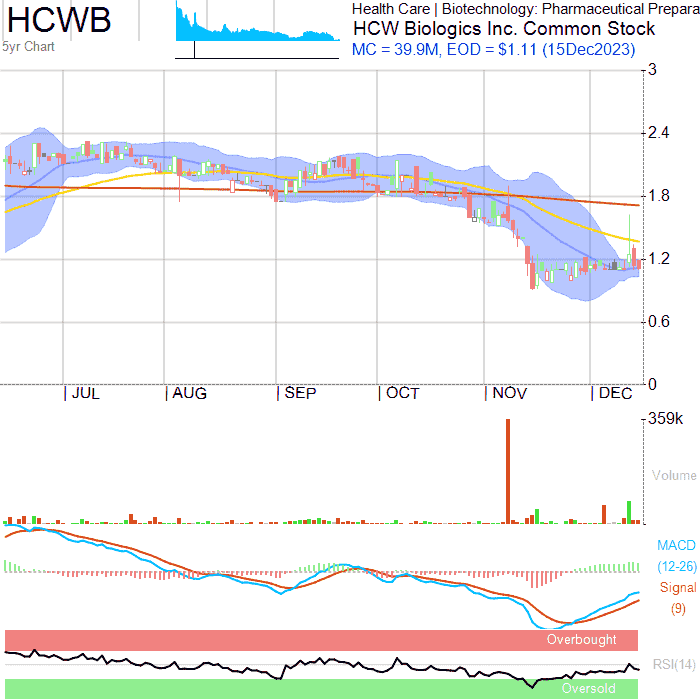 HCWB
5yr Chart
Health Care | Biotechnology: Pharmaceutical Prepara
HCW Biologics Inc. Common Stock
MC = 39.9M, EOD = $1.11 (15Dec2023)
3
2.4
1.8
1.2
0.6
0
| JUL | AUG | SEP | OCT | NOV | DEC
359k
Volume
MACD
(12-26)
Signal
(9)
Overbought
RSI(14)
Oversold